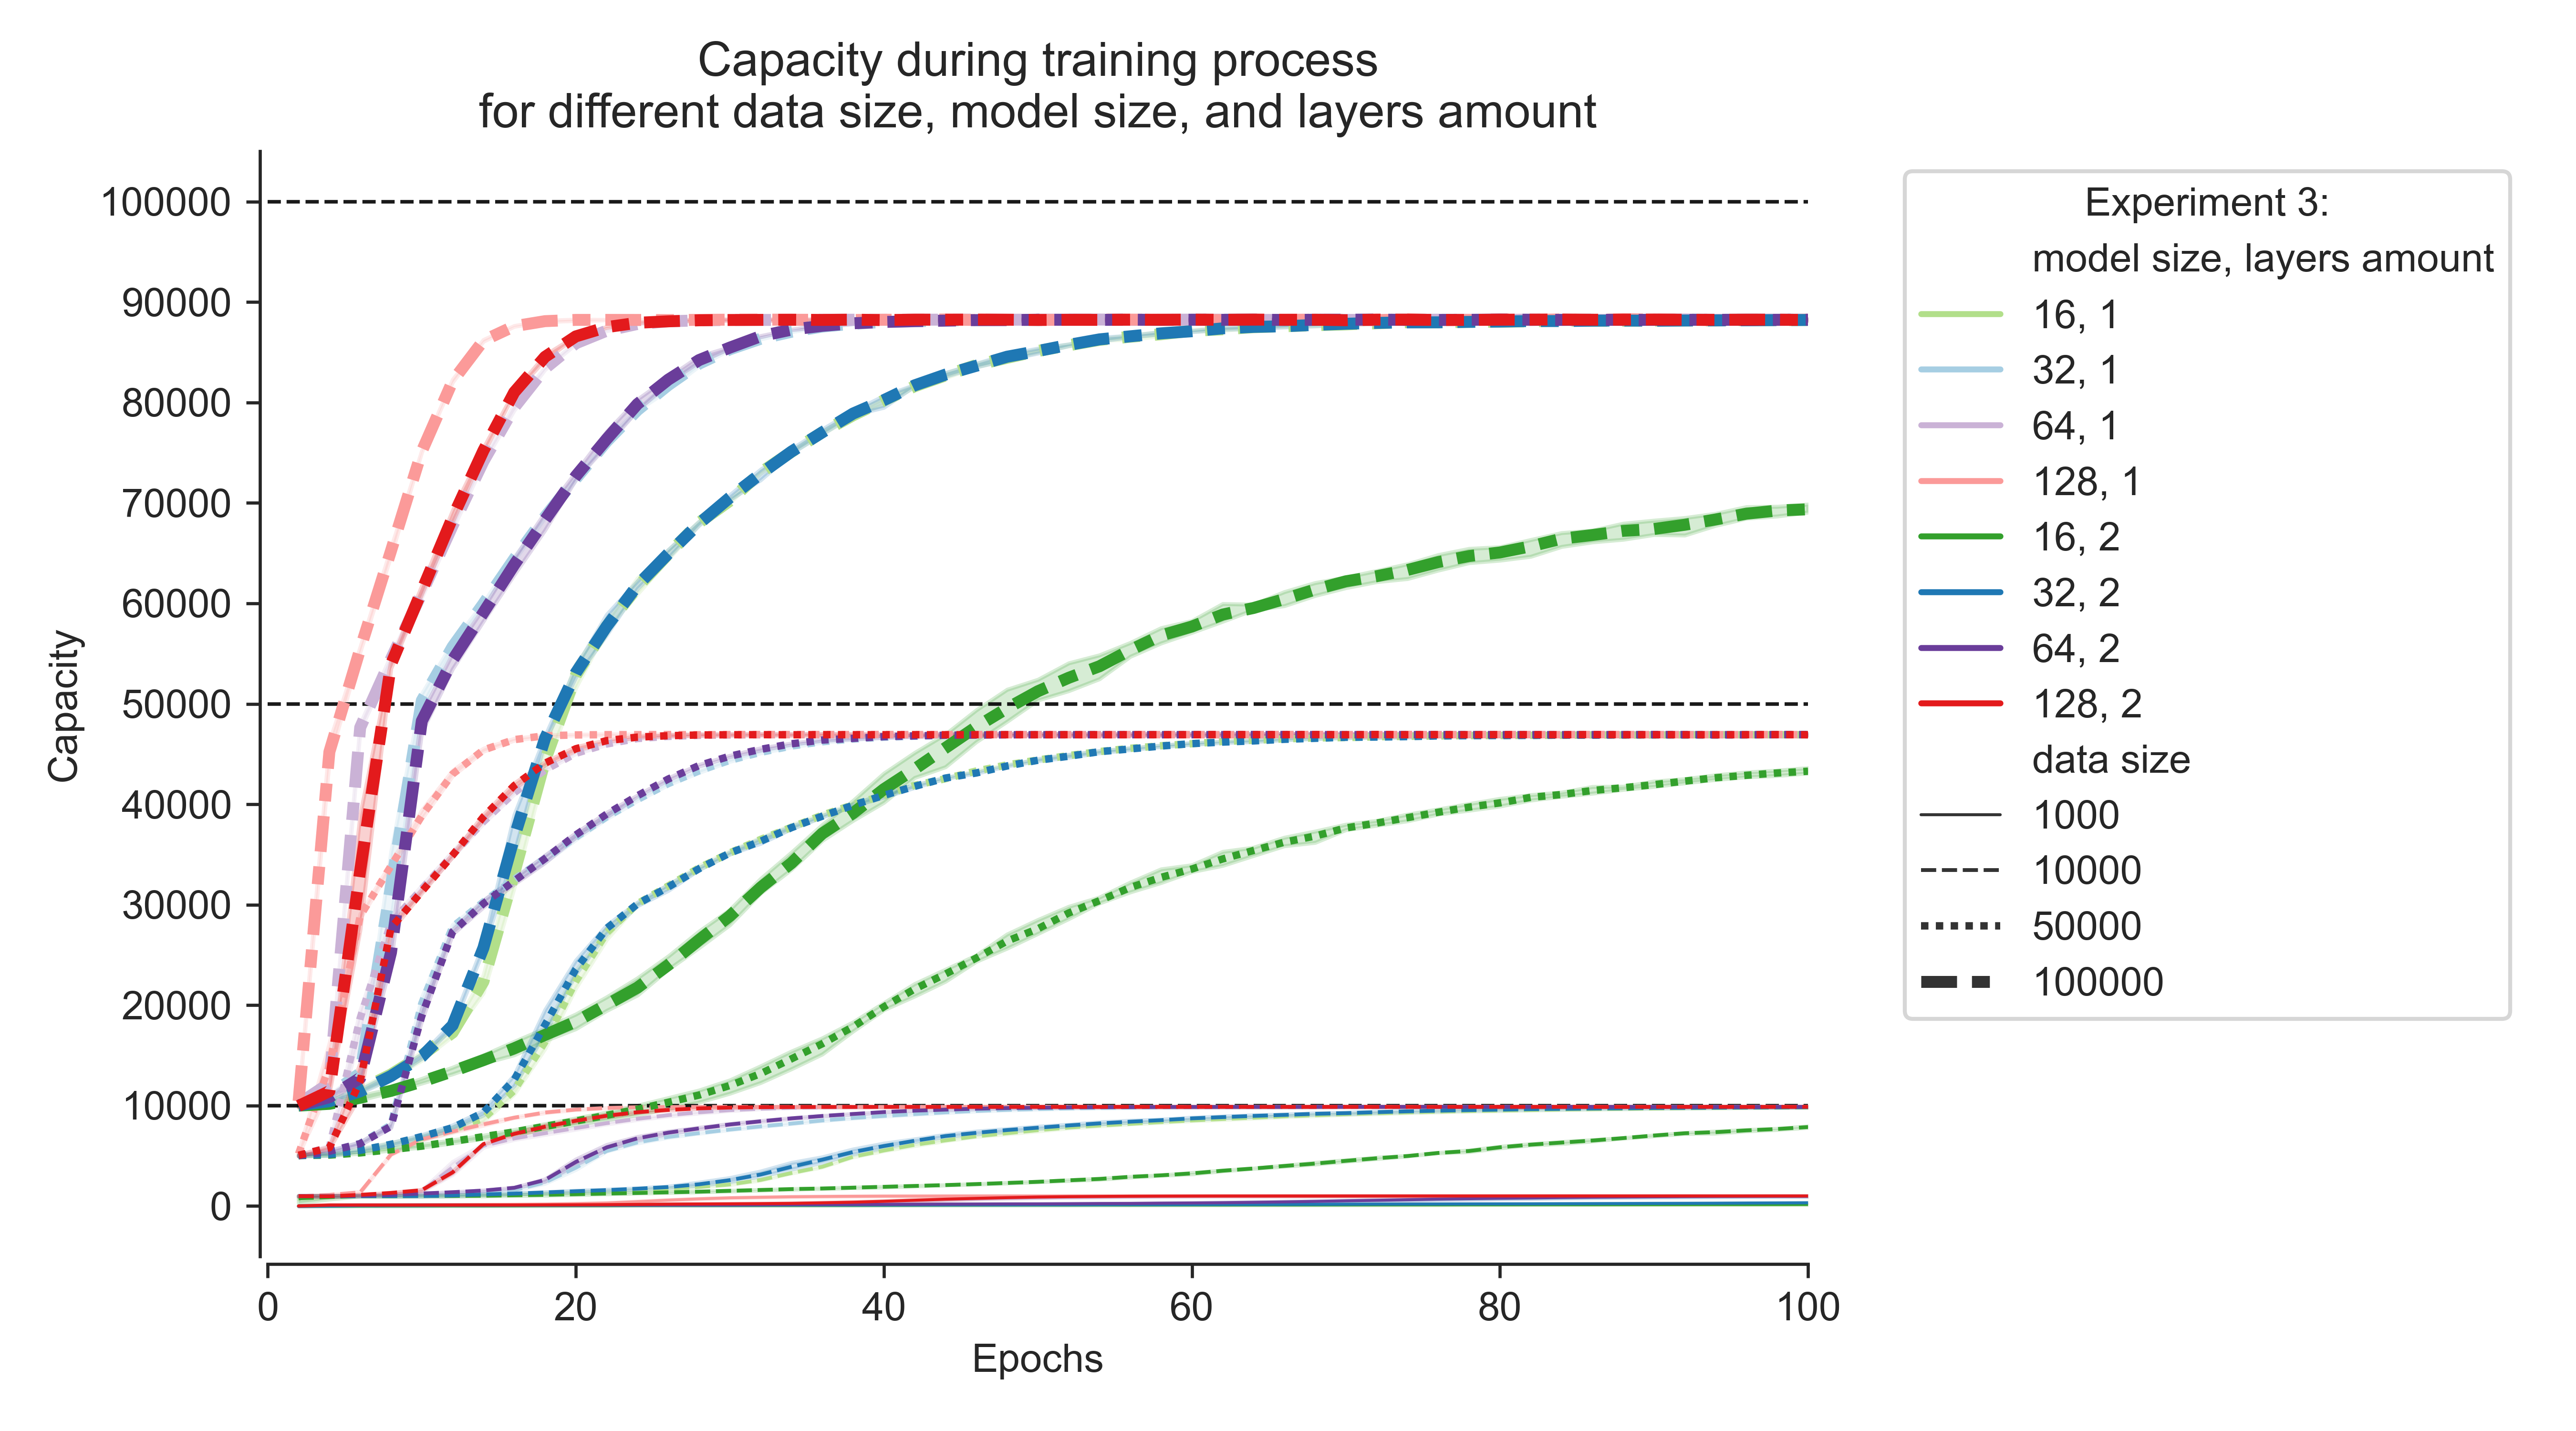 Capacity during training process
for different data size, model size, and layers amount
Capacity
100000
90000
80000
70000
60000
50000
40000
30000
20000
10000
0
0 20 40 60 80 100
Epochs
Experiment 3:
model size, layers amount
16, 1
32, 1
64, 1
128, 1
16, 2
32, 2
64, 2
128, 2
data size
1000
10000
50000
100000